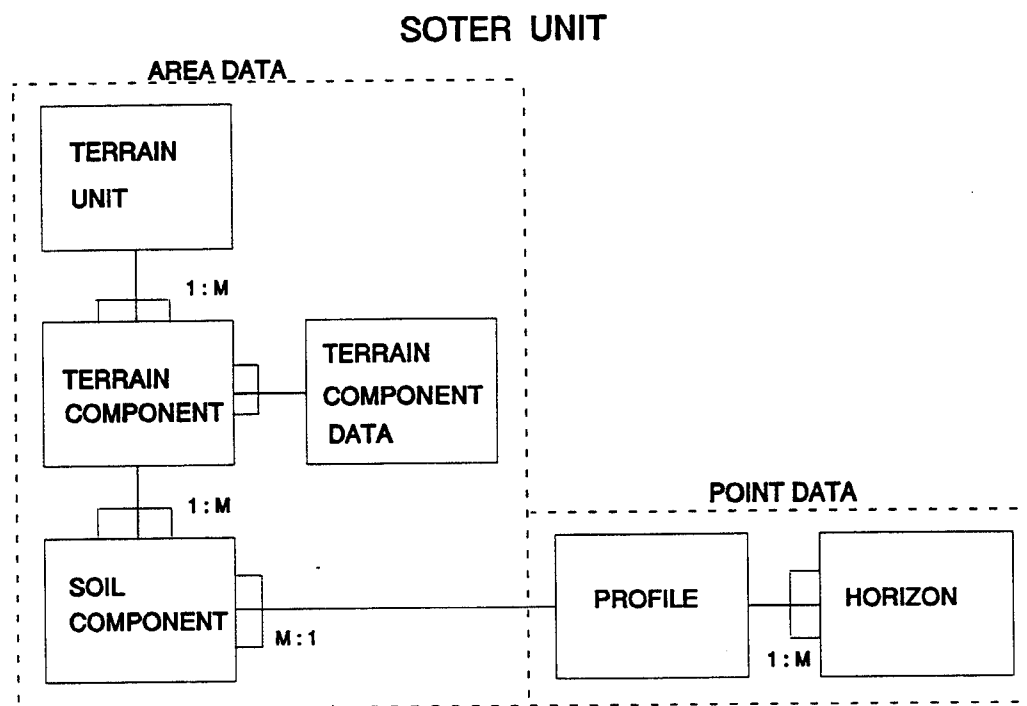 SOTER UNIT
AREA DATA
TERRAIN
UNIT
1 : M
TERRAIN
COMPONENT
TERRAIN
COMPONENT
DATA
1 : M
SOIL
COMPONENT
M : 1
POINT DATA
PROFILE
1 : M
HORIZON